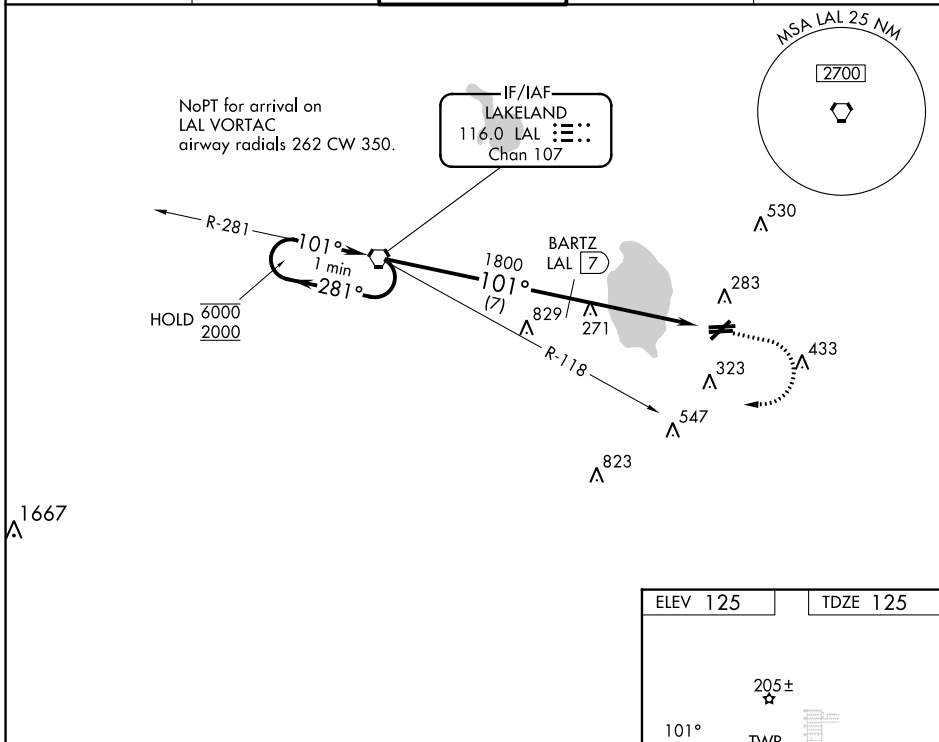 MSA LAL 25 NM
2700
NoPT for arrival on
LAL VORTAC
airway radials 262 CW 350.
IF/IAF
LAKELAND
116.0 LAL
Chan 107
530
R-281
101°
1 min
281°
HOLD 6000
2000
BARTZ
LAL 7
1800
101°
(7)
829
271
283
R-118
433
323
547
823
1667
ELEV 125
TDZE 125
205±
101°
TWR